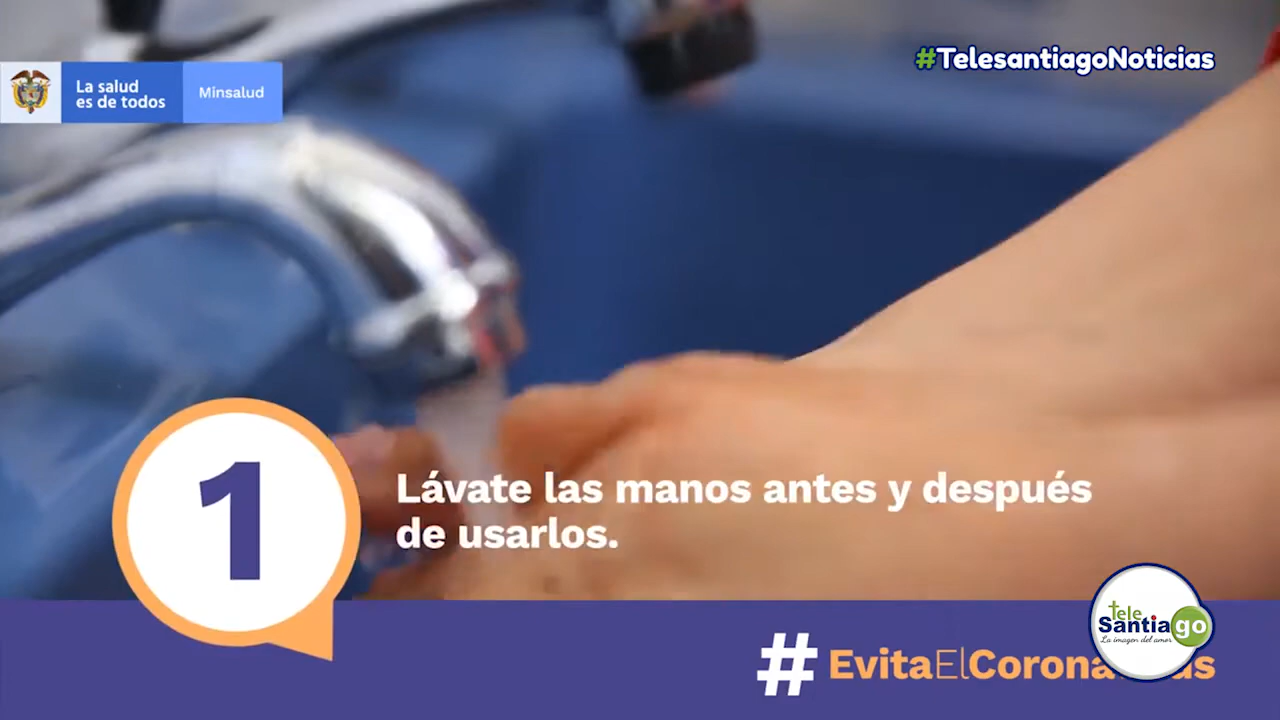 #TelesantiagoNoticias
La salud
es de todos
Minsalud
1
Lávate las manos antes y después
de usarlos.
#EvitaElCorona
tele
Santiago
La imagen del amor